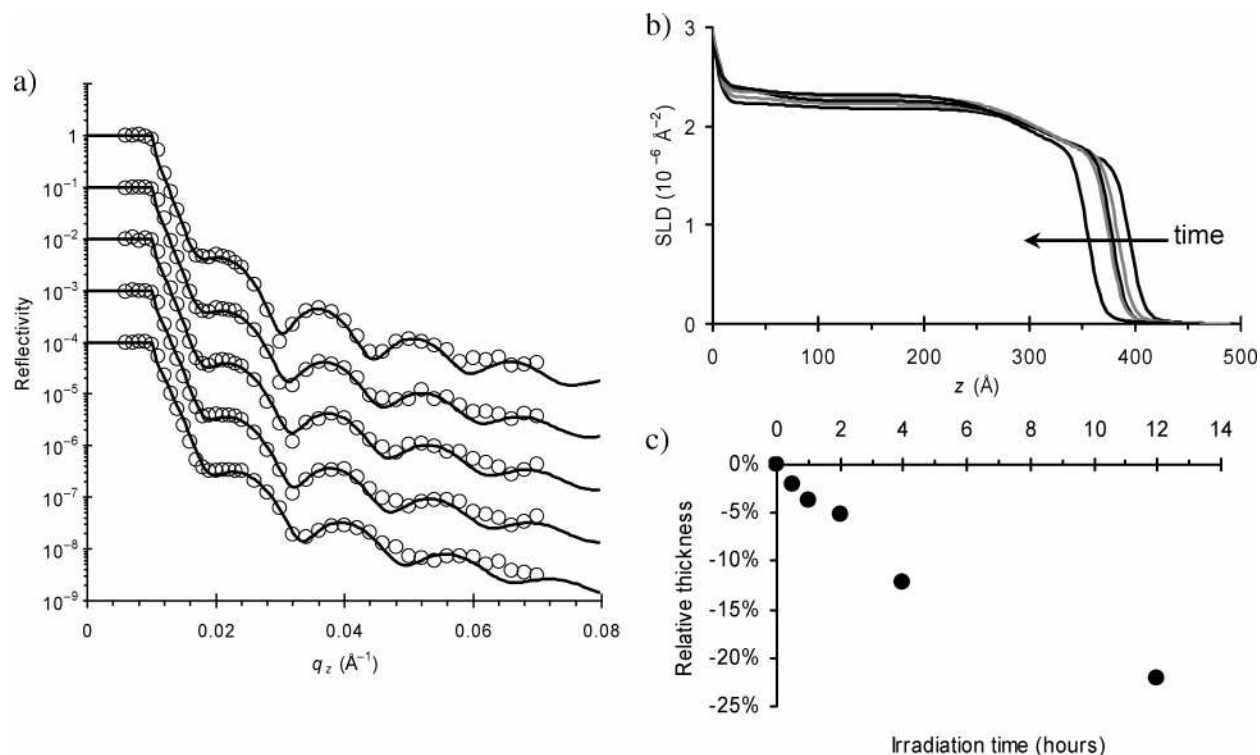 a)
Reflectivity
1
10⁻¹
10⁻²
10⁻³
10⁻⁴
10⁻⁵
10⁻⁶
10⁻⁷
10⁻⁸
10⁻⁹
0 0.02 0.04 0.06 0.08
q z (Å⁻¹)
b)
SLD (10⁻⁶ Å⁻²)
3
2
1
0
time
0 100 200 300 400 500
z (Å)
c)
0 2 4 6 8 10 12 14
Relative thickness
0%
-5%
-10%
-15%
-20%
-25%
Irradiation time (hours)